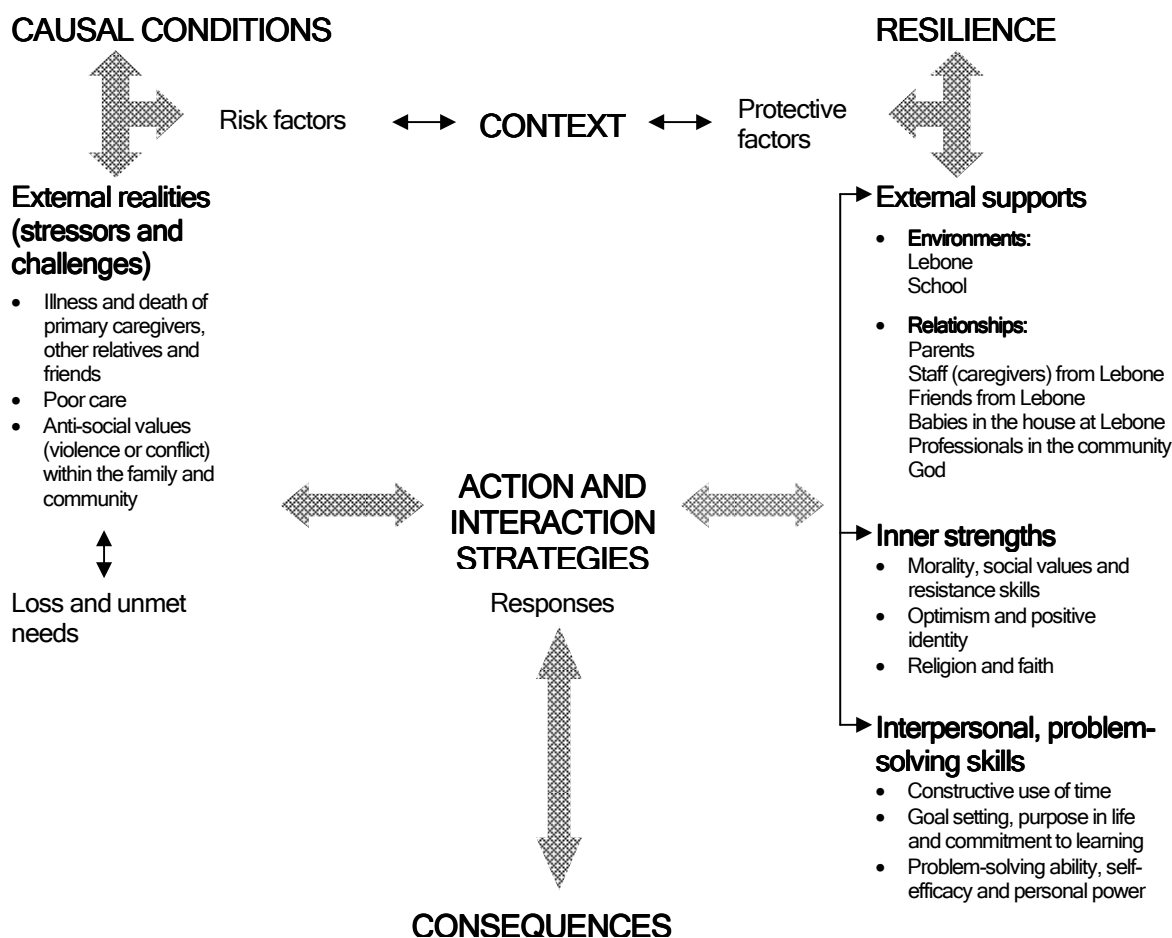 CAUSAL CONDITIONS
RESILIENCE
Risk factors
CONTEXT
Protective
factors
External realities
(stressors and
challenges)
• Illness and death of
primary caregivers,
other relatives and
friends
• Poor care
• Anti-social values
(violence or conflict)
within the family and
community
Loss and unmet
needs
ACTION AND
INTERACTION
STRATEGIES
Responses
CONSEQUENCES
External supports
• Environments:
Lebone
School
• Relationships:
Parents
Staff (caregivers) from Lebone
Friends from Lebone
Babies in the house at Lebone
Professionals in the community
God
Inner strengths
• Morality, social values and
resistance skills
• Optimism and positive
identity
• Religion and faith
Interpersonal, problem-
solving skills
• Constructive use of time
• Goal setting, purpose in life
and commitment to learning
• Problem-solving ability, self-
efficacy and personal power